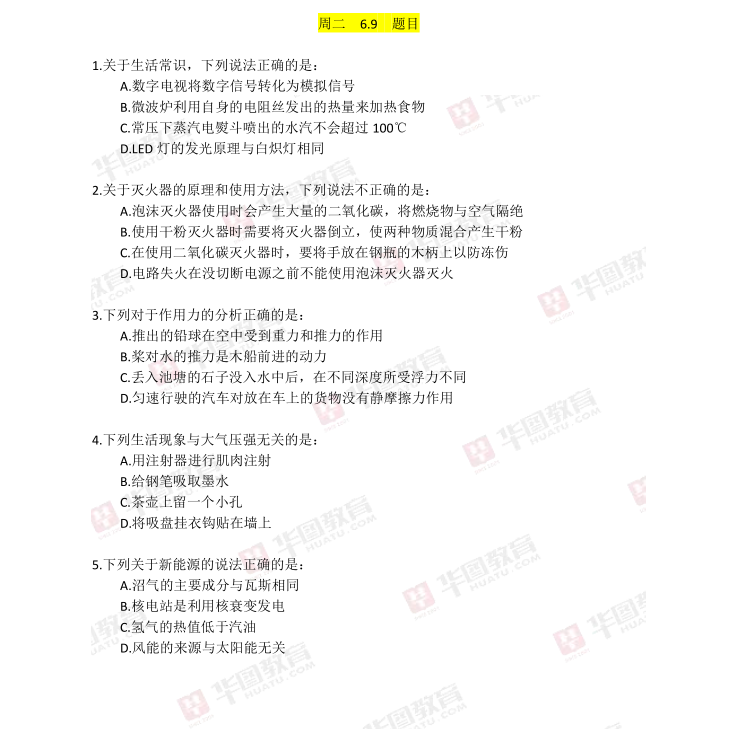 周二 6.9 题目
1.关于生活常识，下列说法正确的是：
A.数字电视将数字信号转化为模拟信号
B.微波炉利用自身的电阻丝发出的热量来加热食物
C.常压下蒸汽电熨斗喷出的水汽不会超过 100℃
D.LED 灯的发光原理与白炽灯相同
2.关于灭火器的原理和使用方法，下列说法不正确的是：
A.泡沫灭火器使用时会产生大量的二氧化碳，将燃烧物与空气隔绝
B.使用干粉灭火器时需要将灭火器倒立，使两种物质混合产生干粉
C.在使用二氧化碳灭火器时，要将手放在钢瓶的木柄上以防冻伤
D.电路失火在没切断电源之前不能使用泡沫灭火器灭火
3.下列对于作用力的分析正确的是：
A.推出的铅球在空中受到重力和推力的作用
B.桨对水的推力是木船前进的动力
C.丢入池塘的石子没入水中后，在不同深度所受浮力不同
D.匀速行驶的汽车对放在车上的货物没有静摩擦力作用
4.下列生活现象与大气压强无关的是：
A.用注射器进行肌肉注射
B.给钢笔吸取墨水
C.茶壶上留一个小孔
D.将吸盘挂衣钩贴在墙上
5.下列关于新能源的说法正确的是：
A.沼气的主要成分与瓦斯相同
B.核电站是利用核衰变发电
C.氢气的热值低于汽油
D.风能的来源与太阳能无关
华图教育
HUATU.COM